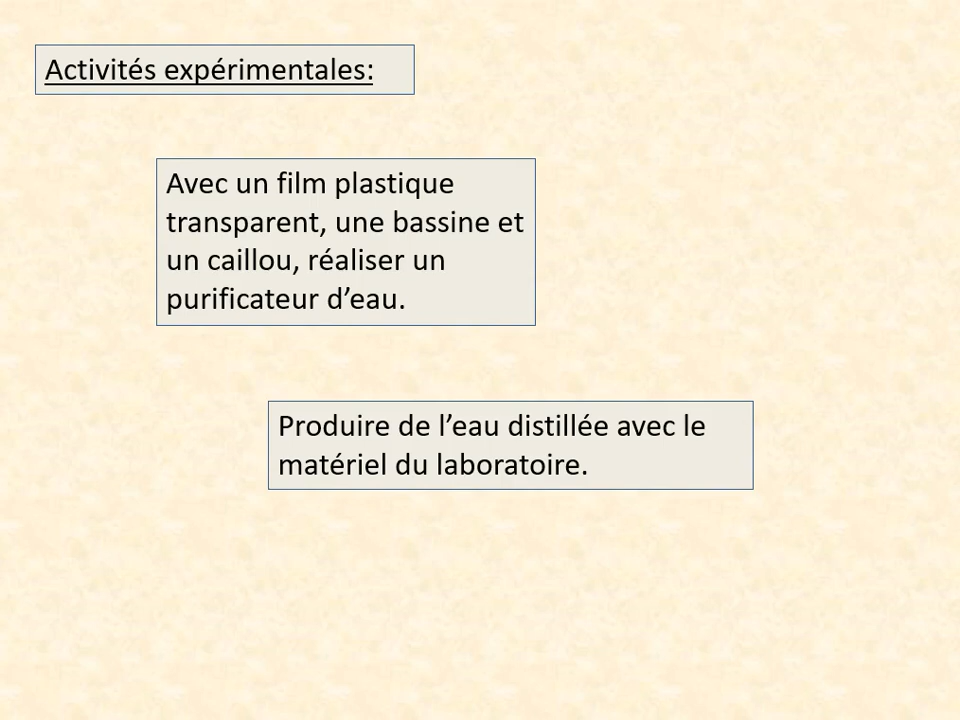 Activités expérimentales:
Avec un film plastique
transparent, une bassine et
un caillou, réaliser un
purificateur d’eau.
Produire de l’eau distillée avec le
matériel du laboratoire.